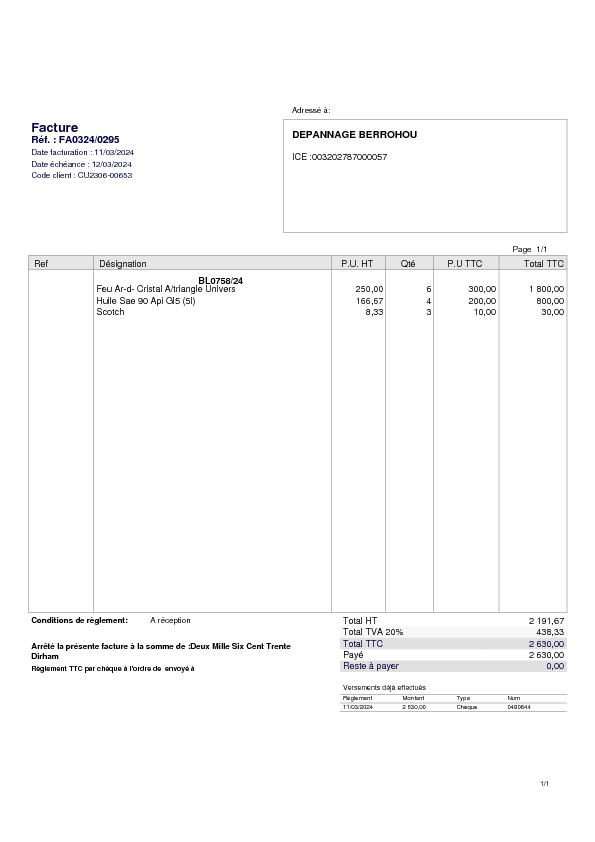 Adressé à:
Facture
Réf. : FA0324/0295
Date facturation : 11/03/2024
Date échéance : 12/03/2024
Code client : CU2306-00653
DEPANNAGE BERROHOU
ICE :003202787000057
Page 1/1
Ref Désignation P.U. HT Qté P.U TTC Total TTC
BL0758/24
Feu Ar-d- Cristal A/triangle Univers 250,00 6 300,00 1 800,00
Huile Sae 90 Api Gl5 (5l) 166,67 4 200,00 800,00
Scotch 8,33 3 10,00 30,00
Conditions de règlement: A réception
Total HT 2 191,67
Total TVA 20% 438,33
Total TTC 2 630,00
Payé 2 630,00
Reste à payer 0,00
Arrêté la présente facture à la somme de :Deux Mille Six Cent Trente
Dirham
Règlement TTC par chèque à l'ordre de envoyé à
Versements déjà effectués
Règlement Montant Type Num
11/03/2024 2 630,00 Chèque 0490644
1/1